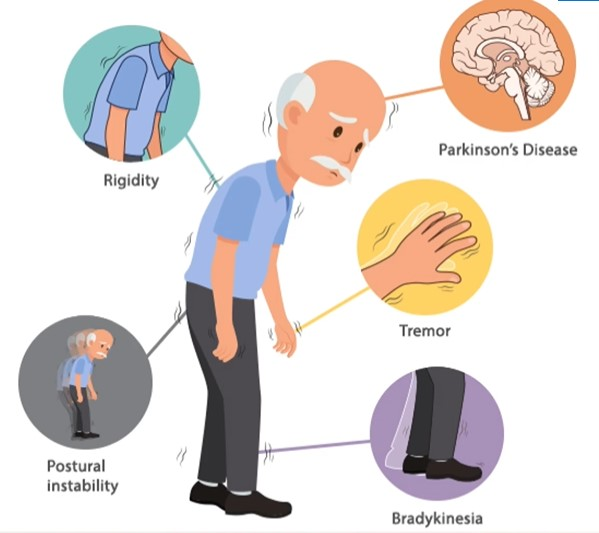 Parkinson's Disease
Rigidity
Tremor
Postural
instability
Bradykinesia